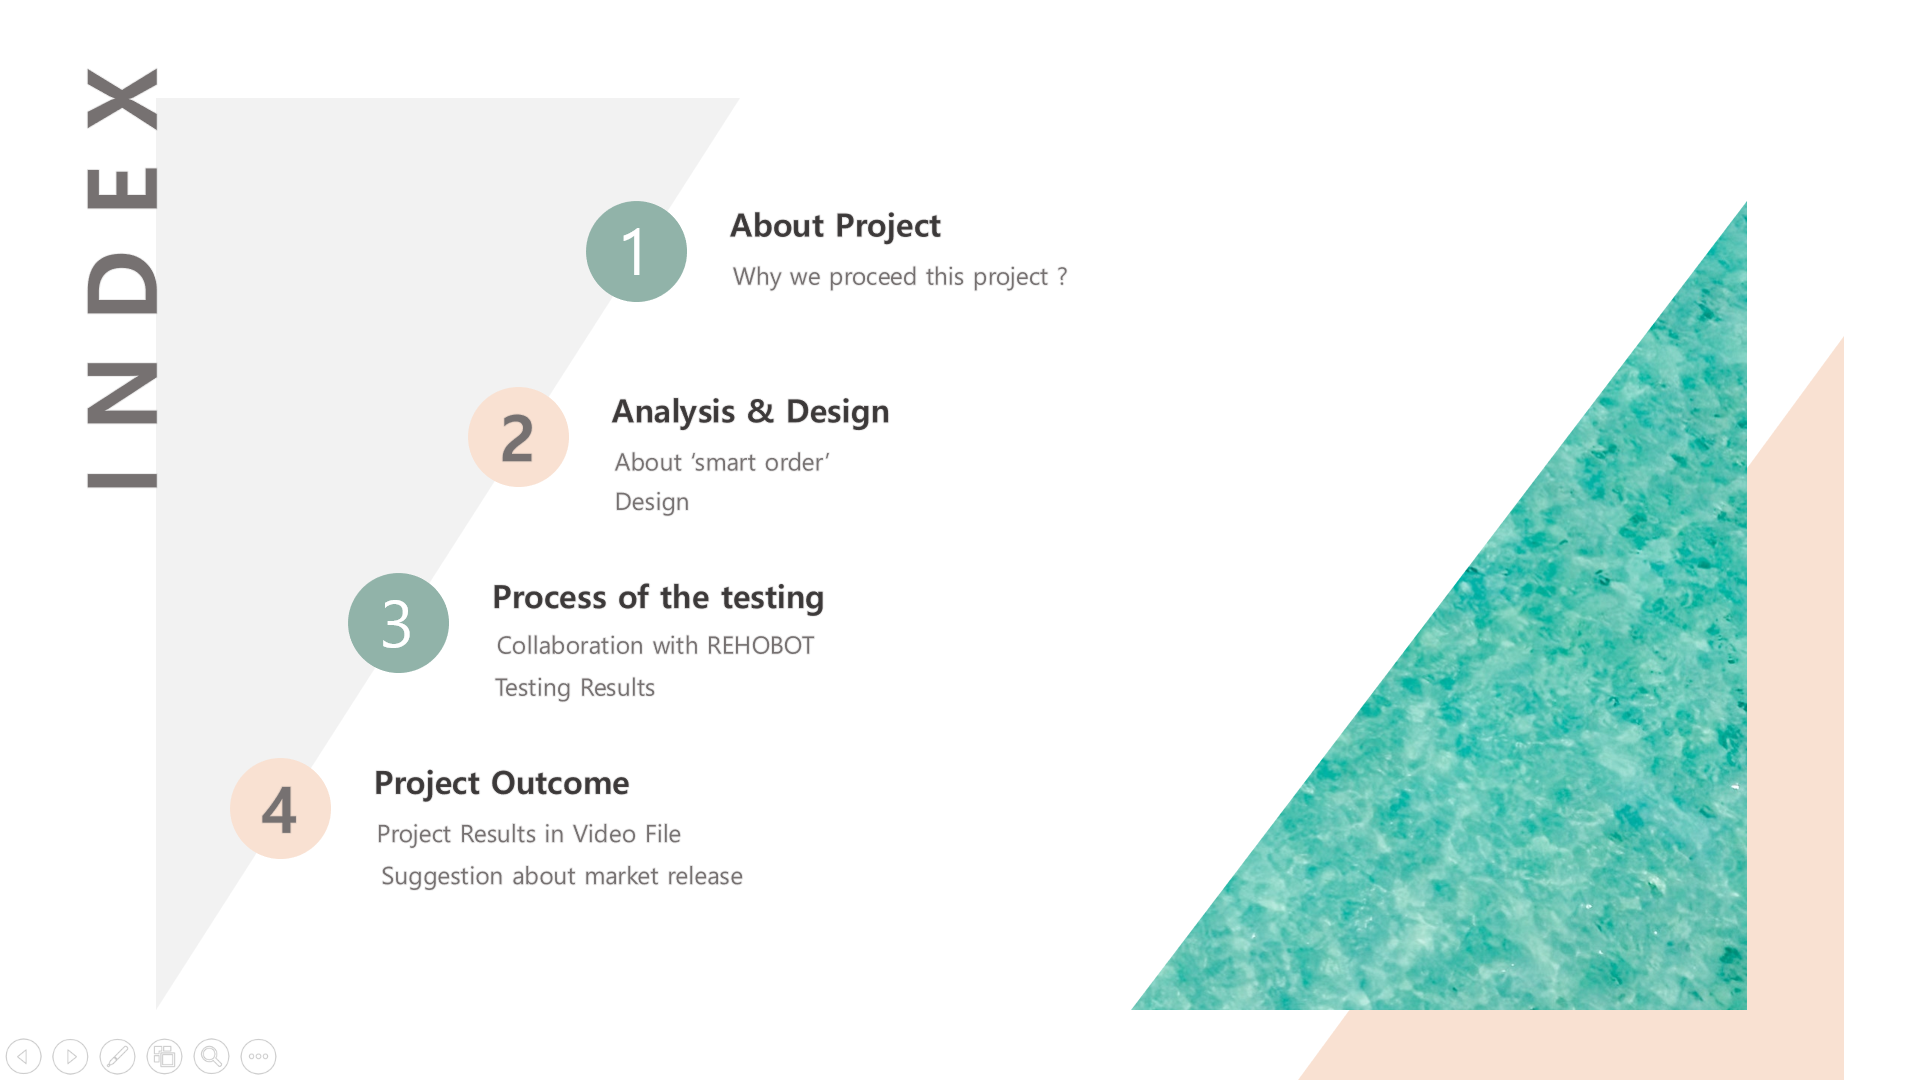 INDEX
1
About Project
Why we proceed this project ?
2
Analysis & Design
About ‘smart order’
Design
3
Process of the testing
Collaboration with REHOBOT
Testing Results
4
Project Outcome
Project Results in Video File
Suggestion about market release